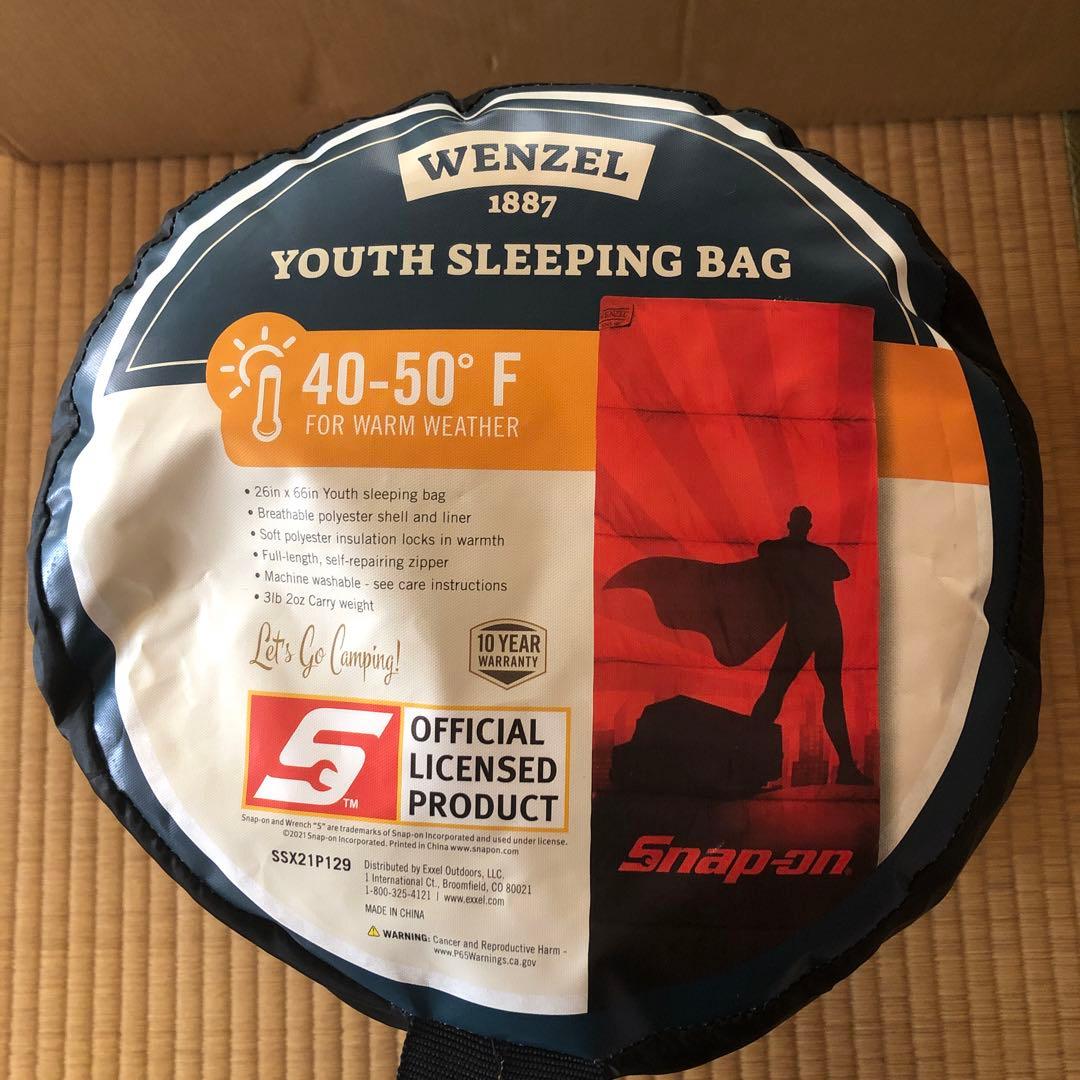 WENZEL
1887
YOUTH SLEEPING BAG
40-50° F
FOR WARM WEATHER
• 26in x 66in Youth sleeping bag
• Breathable polyester shell and liner
• Soft polyester insulation locks in warmth
• Full-length, self-repairing zipper
• Machine washable - see care instructions
• 3lb 2oz Carry weight
Let's Go Camping!
10 YEAR
WARRANTY
S
TM
OFFICIAL
LICENSED
PRODUCT
Snap-on and Wrench "S" are trademarks of Snap-on Incorporated and used under license.
©2021 Snap-on Incorporated. Printed in China www.snapon.com
SSX21P129
Distributed by Exxel Outdoors, LLC.
1 International Ct., Broomfield, CO 80021
1-800-325-4121 | www.exxel.com
MADE IN CHINA
WARNING: Cancer and Reproductive Harm -
www.P65Warnings.ca.gov
WENZEL
Snap-on®